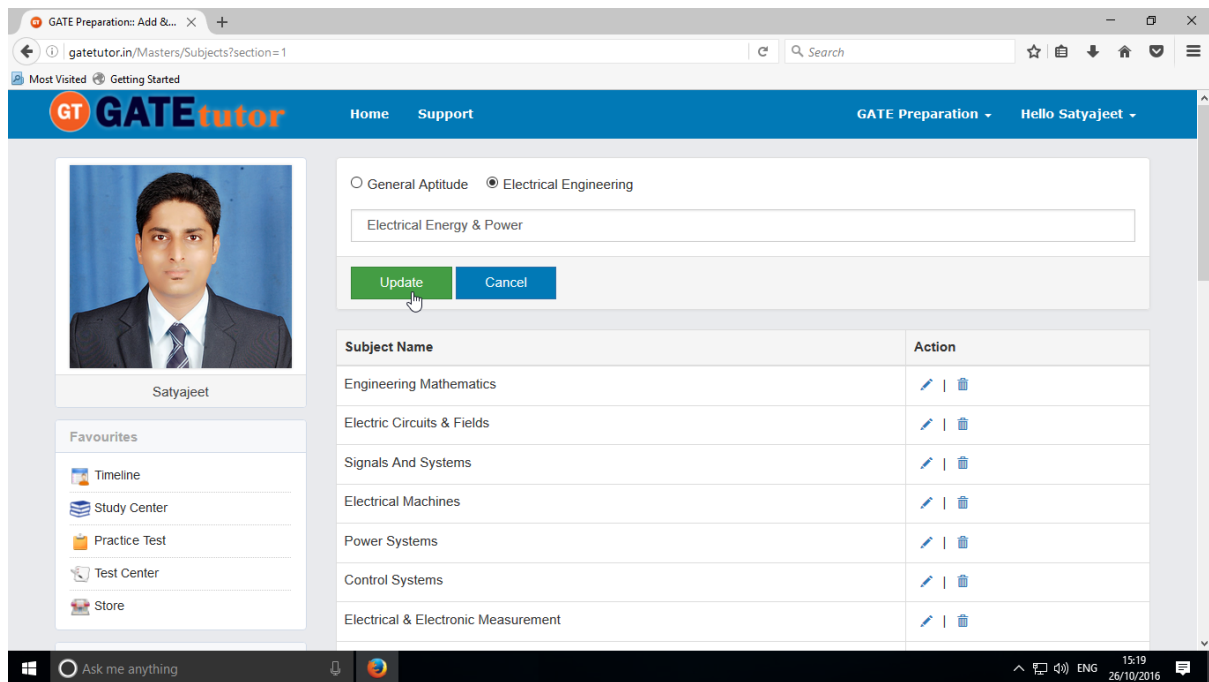 GATE Preparation:: Add &...
gatetutor.in/Masters/Subjects?section=1
Search
Most Visited Getting Started
GT GATEtutor
Home Support GATE Preparation Hello Satyajeet
General Aptitude Electrical Engineering
Electrical Energy & Power
Update Cancel
Satyajeet
Favourites
Timeline
Study Center
Practice Test
Test Center
Store
Subject Name Action
Engineering Mathematics |
Electric Circuits & Fields |
Signals And Systems |
Electrical Machines |
Power Systems |
Control Systems |
Electrical & Electronic Measurement |
Ask me anything
ENG
15:19
26/10/2016